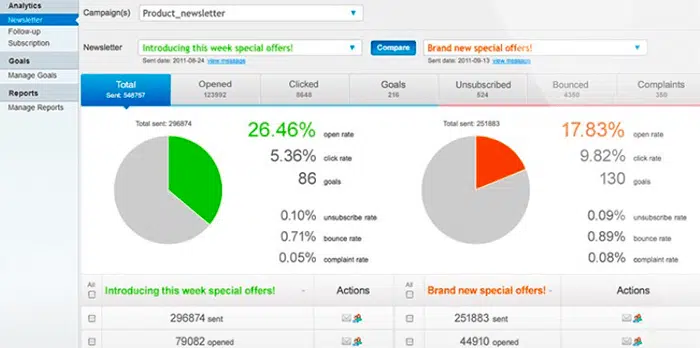 Analytics
Newsletter
Follow-up
Subscription
Goals
Manage Goals
Reports
Manage Reports
Campaign(s) Product_newsletter
Newsletter Introducing this week special offers! Compare Brand new special offers!
Sent date: 2011-08-24 view message Sent date: 2011-09-13 view message
Total Opened Clicked Goals Unsubscribed Bounced Complaints
Sent: 548757 123992 8648 216 524 4350 350
Total sent: 296874 26.46% open rate Total sent: 251883 17.83% open rate
5.36% click rate 9.82% click rate
86 goals 130 goals
0.10% unsubscribe rate 0.09% unsubscribe rate
0.71% bounce rate 0.89% bounce rate
0.05% complaint rate 0.08% complaint rate
All Introducing this week special offers! Actions All Brand new special offers! Actions
296874 sent 251883 sent
79082 opened 44910 opened